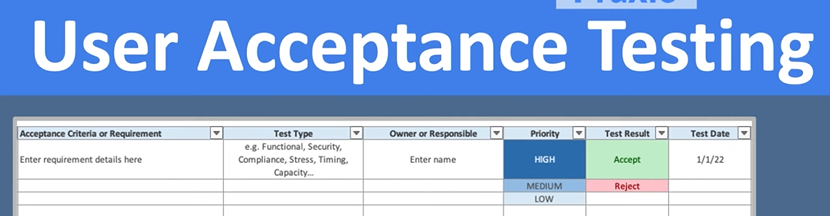 User Acceptance Testing
Acceptance Criteria or Requirement Test Type Owner or Responsible Priority Test Result Test Date
Enter requirement details here e.g. Functional, Security, Compliance, Stress, Timing, Capacity... Enter name HIGH Accept 1/1/22
MEDIUM Reject
LOW